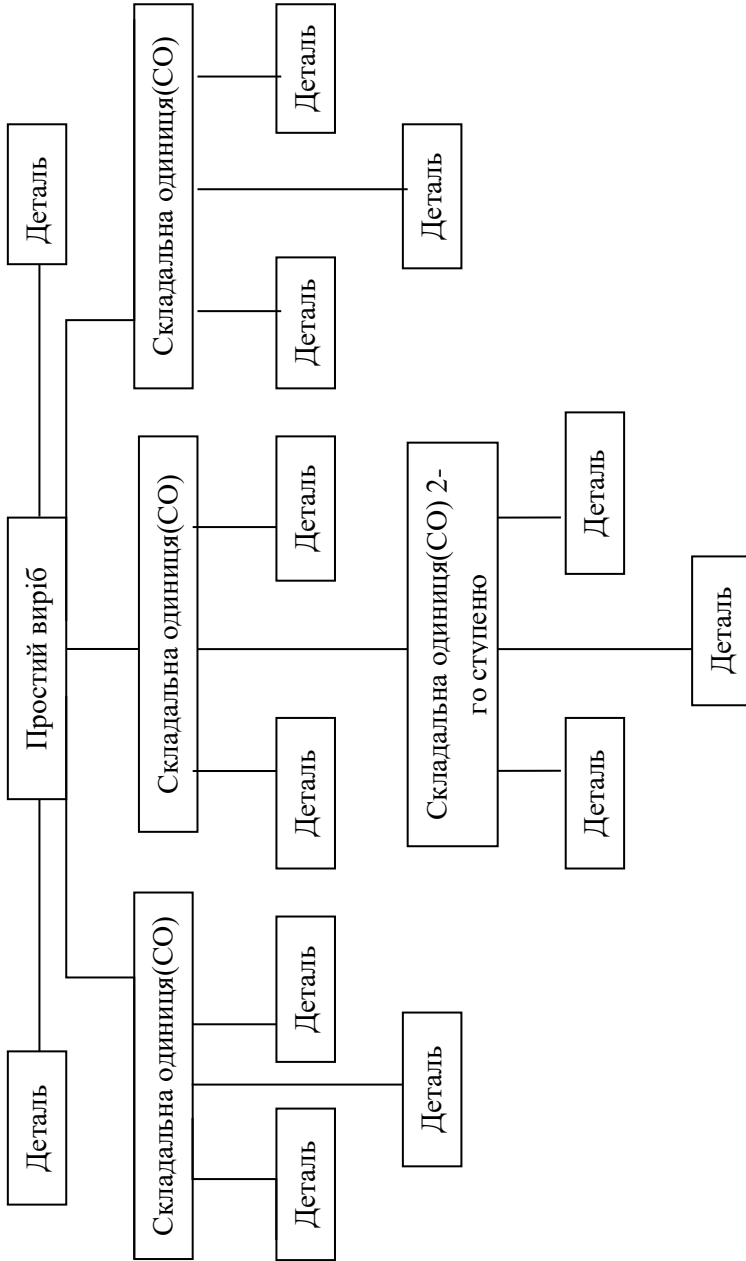 Деталь
Простий виріб
Деталь
Складальна одиниця(СО)
Складальна одиниця(СО)
Складальна одиниця(СО)
Деталь
Деталь
Деталь
Деталь
Деталь
Деталь
Деталь
Складальна одиниця(СО) 2-
го ступеню
Деталь
Деталь
Деталь
Деталь